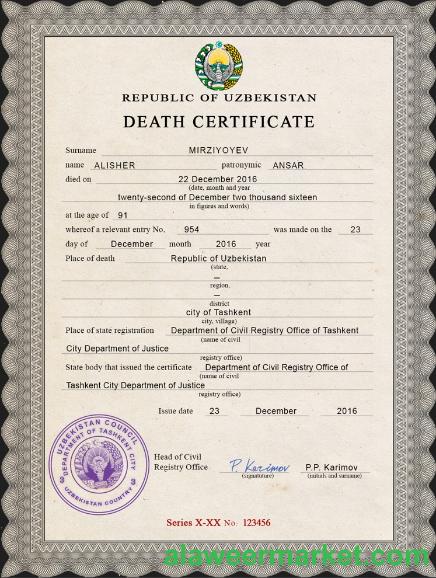 REPUBLIC OF UZBEKISTAN
DEATH CERTIFICATE
Surname MIRZIYOYEV
name ALISHER patronymic ANSAR
died on 22 December 2016
(date, month and year
twenty-second of December two thousand sixteen
in figures and words)
at the age of 91
whereof a relevant entry No. 954 was made on the 23
day of December month 2016 year
Place of death Republic of Uzbekistan
(state,
—
region,
—
district
city of Tashkent
city, village)
Place of state registration Department of Civil Registry Office of Tashkent
(name of civil
City Department of Justice
registry office)
State body that issued the certificate Department of Civil Registry Office of
(name of civil
Tashkent City Department of Justice
registry office)
Issue date 23 December 2016
UZBEKISTAN COUNCIL
DEPARTMENT OF TASHKENT CITY
UZBEKISTAN COUNTRY
Head of Civil
Registry Office P. Karimov P.P. Karimov
(signature) (initials and surname)
Series X-XX No: 123456
alaweermarket.com